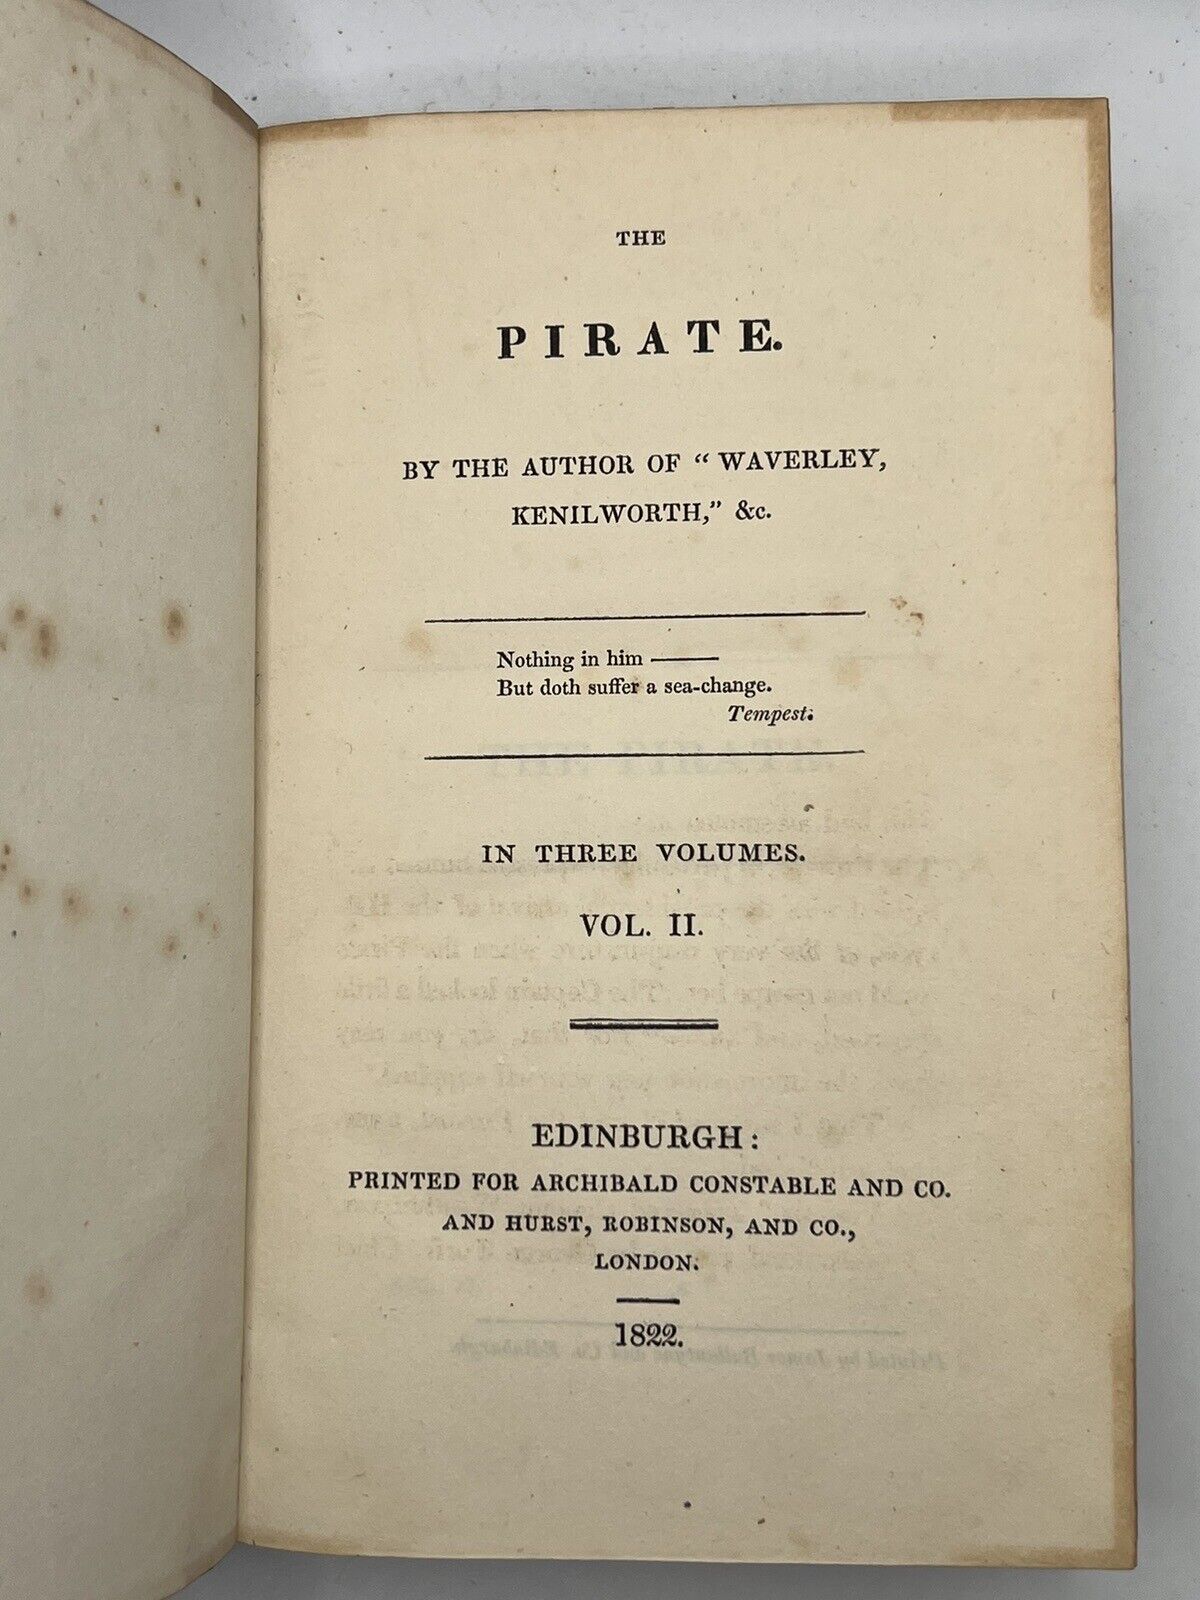 THE
PIRATE.
BY THE AUTHOR OF “ WAVERLEY,
KENILWORTH,” &c.
Nothing in him ———
But doth suffer a sea-change.
Tempest.
IN THREE VOLUMES.
VOL. II.
EDINBURGH:
PRINTED FOR ARCHIBALD CONSTABLE AND CO.
AND HURST, ROBINSON, AND CO.,
LONDON.
1822.